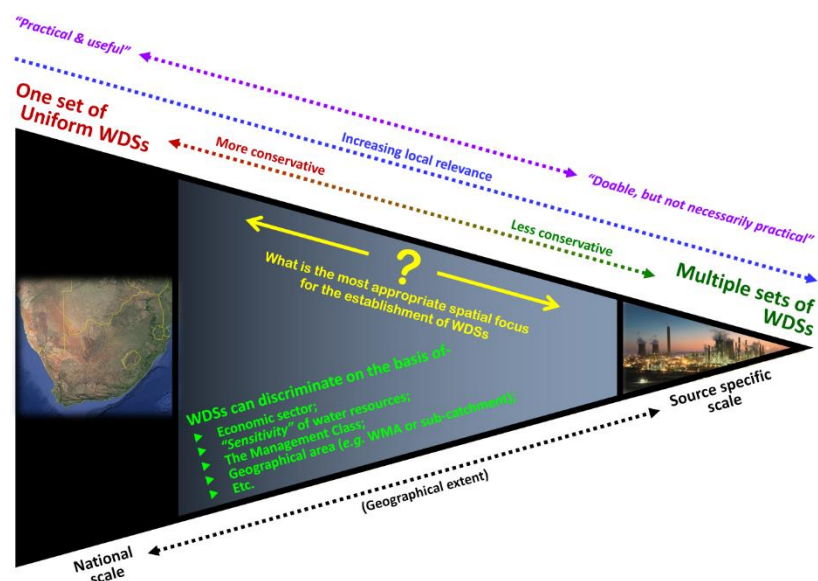 “Practical & useful”
One set of
Uniform WDSs
Increasing local relevance
More conservative
“Doable, but not necessarily practical”
Less conservative
Multiple sets of
WDSs
?
What is the most appropriate spatial focus
for the establishment of WDSs
WDSs can discriminate on the basis of-
➤ Economic sector;
➤ “Sensitivity” of water resources;
➤ The Management Class;
➤ Geographical area (e.g. WMA or sub-catchment);
➤ Etc.
Source specific
scale
(Geographical extent)
National
scale